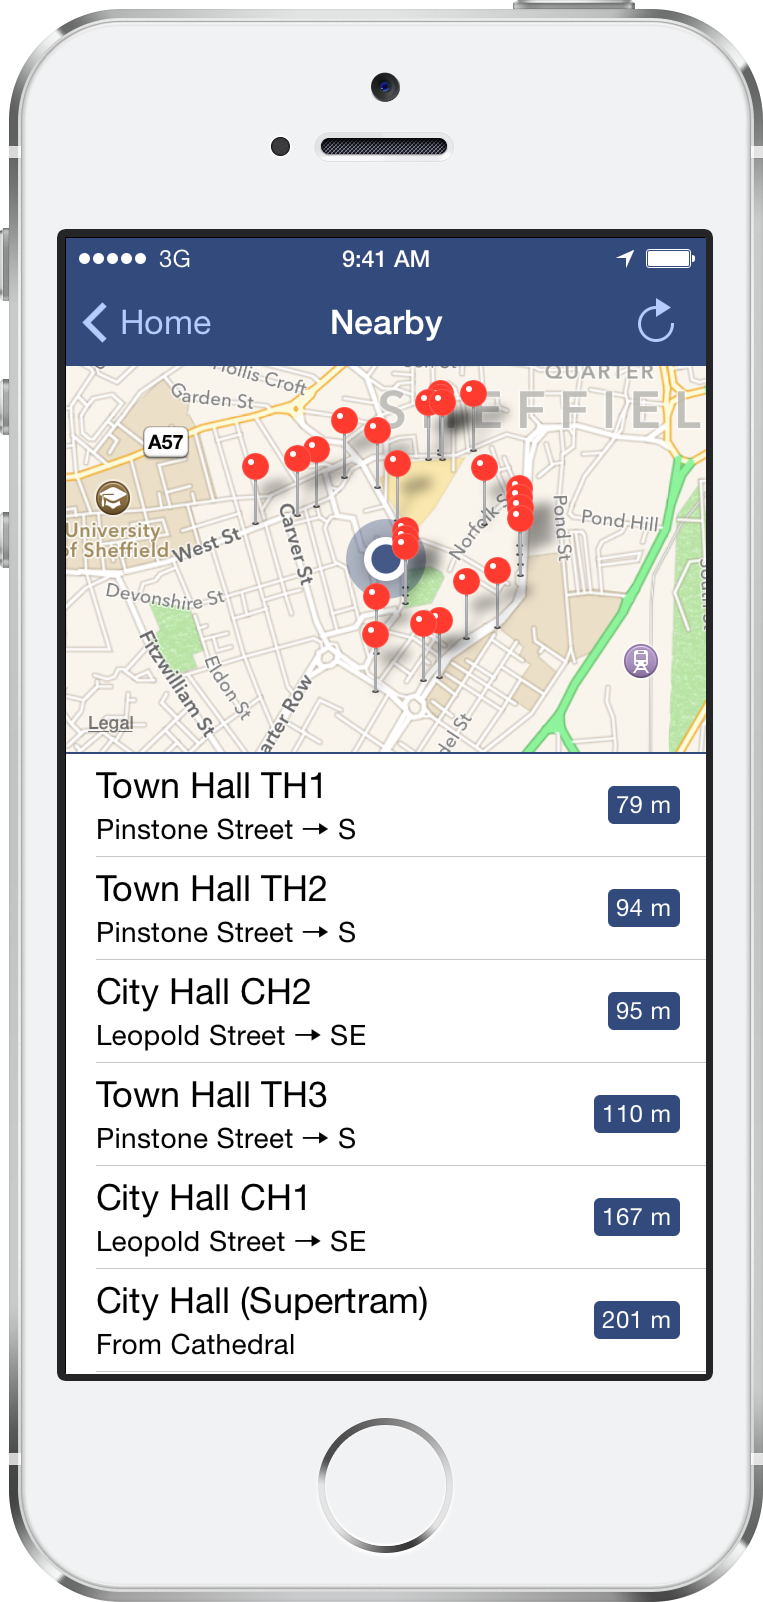 3G 9:41 AM
Home Nearby
Hollis Croft
QUARTER
Garden St
SHEFFIEL
A57
University
of Sheffield
West St
Carver St
Norfolk S
Pond St
Pond Hill
Devonshire St
Fitzwilliam St
Eldon St
arter Row
del St
Legal
Town Hall TH1
Pinstone Street → S
79 m
Town Hall TH2
Pinstone Street → S
94 m
City Hall CH2
Leopold Street → SE
95 m
Town Hall TH3
Pinstone Street → S
110 m
City Hall CH1
Leopold Street → SE
167 m
City Hall (Supertram)
From Cathedral
201 m